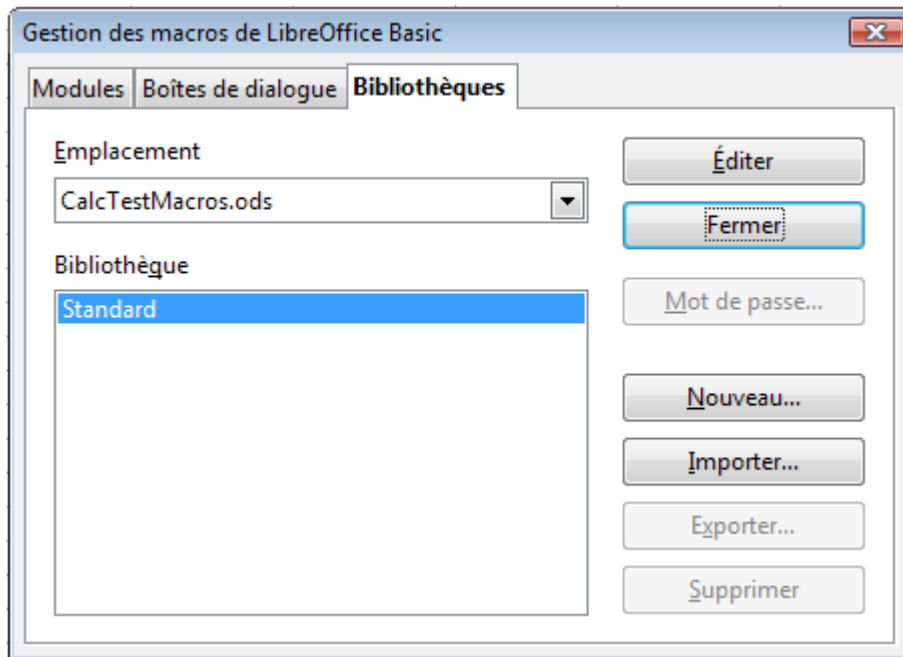 Gestion des macros de LibreOffice Basic
Modules Boîtes de dialogue Bibliothèques
Emplacement
CalcTestMacros.ods
Bibliothèque
Standard
Éditer
Fermer
Mot de passe...
Nouveau...
Importer...
Exporter...
Supprimer